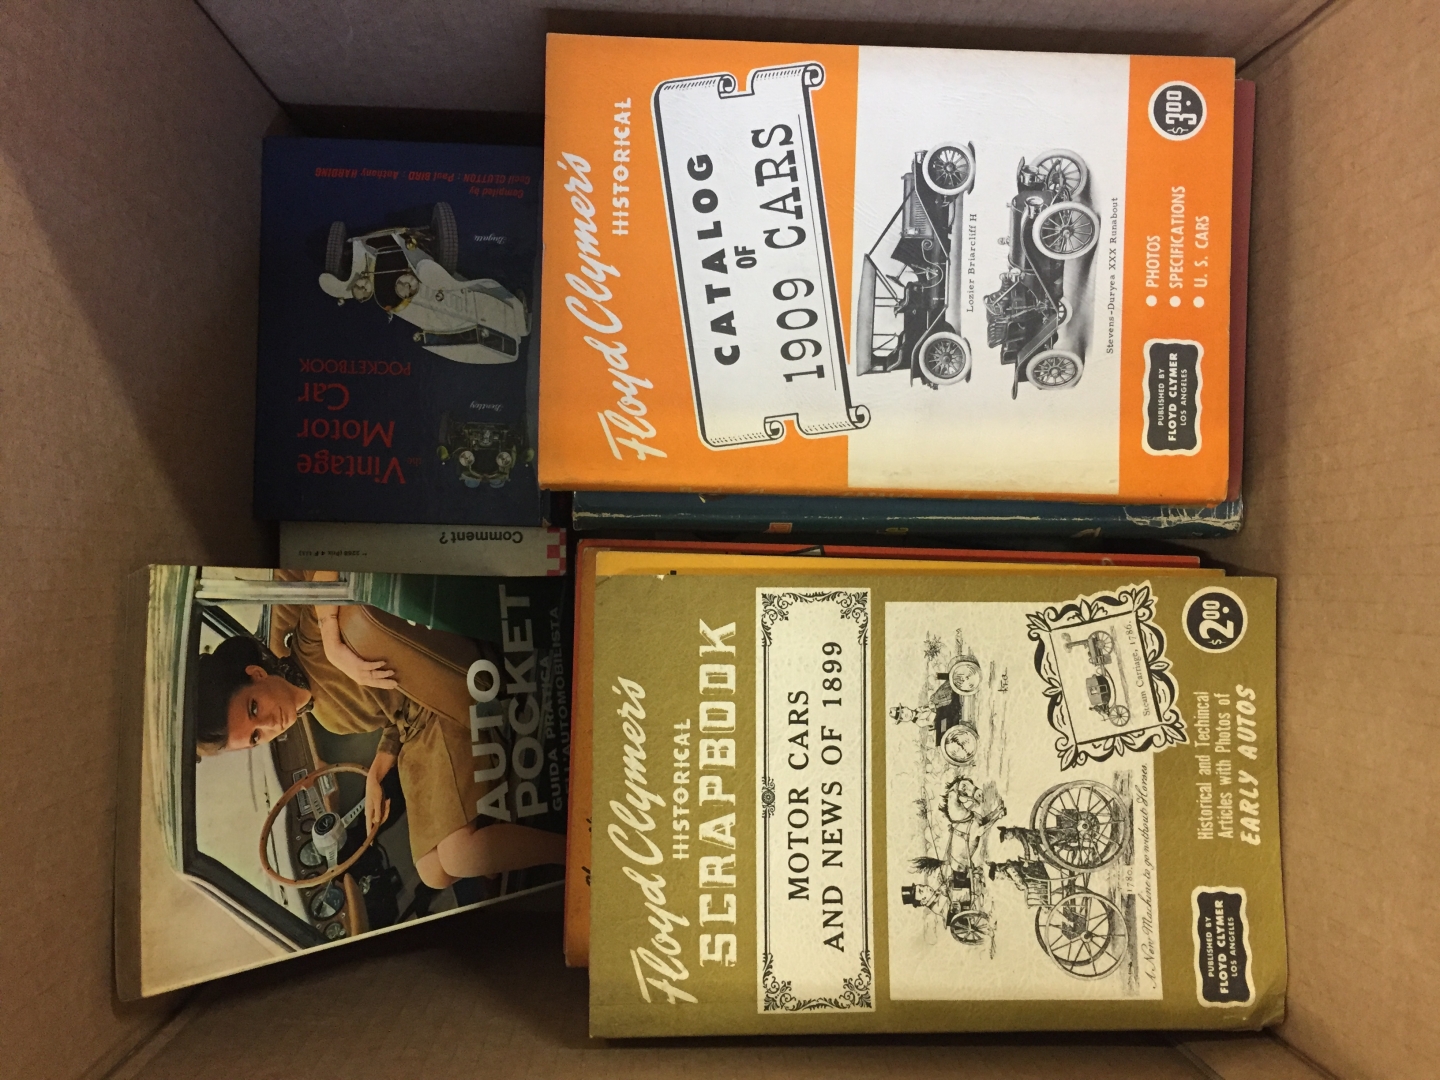 Floyd Clymer's
HISTORICAL
CATALOG
OF
1909 CARS
Lozier Briarcliff H
Stevens-Duryea XXX Runabout
$3.00
● PHOTOS
● SPECIFICATIONS
● U. S. CARS
PUBLISHED BY
FLOYD CLYMER
LOS ANGELES
Floyd Clymer's
HISTORICAL
SCRAPBOOK
MOTOR CARS
AND NEWS OF 1899
Steam Carriage, 1786.
1780.
A New Machine to go without Horses.
$2.00
Historical and Techincal
Articles with Photos of
EARLY AUTOS
PUBLISHED BY
FLOYD CLYMER
LOS ANGELES
the
Vintage
Motor
Car
POCKETBOOK
Bentley
Bugatti
Compiled by
Cecil CLUTTON : Paul BIRD : Anthony HARDING
Comment?
AUTO
POCKET
GUIDA PRATICA
DELL'AUTOMOBILISTA